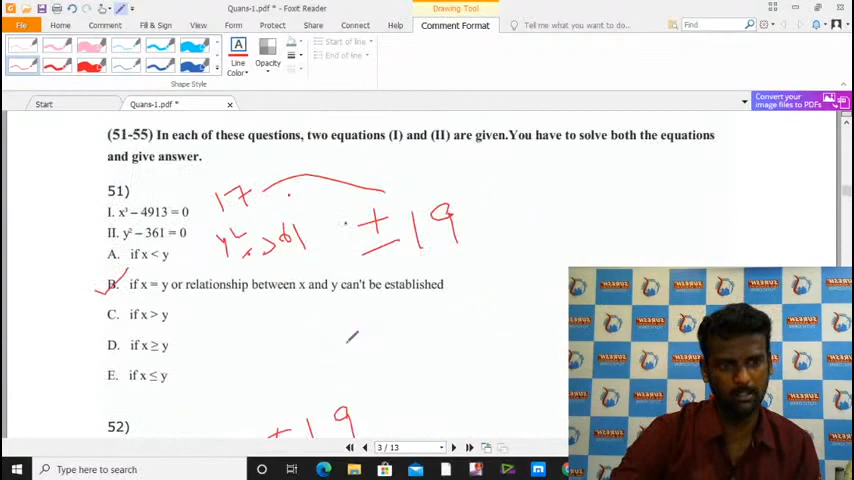 Quans-1.pdf * - Foxt Reader
Drawing Tool
File
Home
Comment
Fill & Sign
View
Form
Protect
Share
Connect
Help
Comment Format
Tell me what you want to do...
Search
Line Color
Opacity
Start of line
End of line
Shape Style
Start
Quans-1.pdf *
Convert your image files to PDFs
(51-55) In each of these questions, two equations (I) and (II) are given.You have to solve both the equations
and give answer.
51)
17
I. x³ – 4913 = 0
± 19
II. y² – 361 = 0
y² = 361
A. if x < y
B. if x = y or relationship between x and y can't be established
C. if x > y
D. if x ≥ y
E. if x ≤ y
52)
± 19
3 / 13
Type here to search